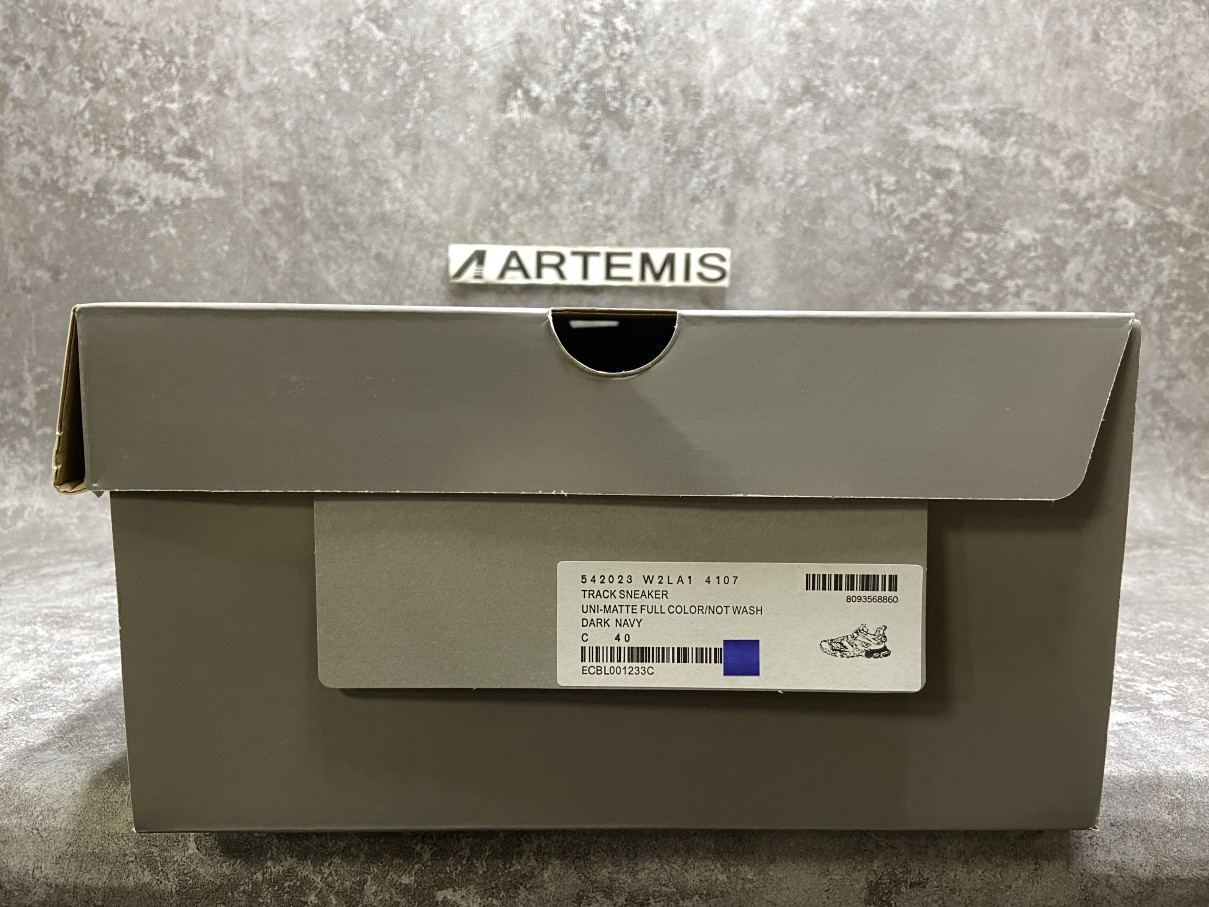 ARTEMIS
542023 W2LA1 4107
TRACK SNEAKER
UNI-MATTE FULL COLOR/NOT WASH
DARK NAVY
C 40
ECBL001233C
8093568860